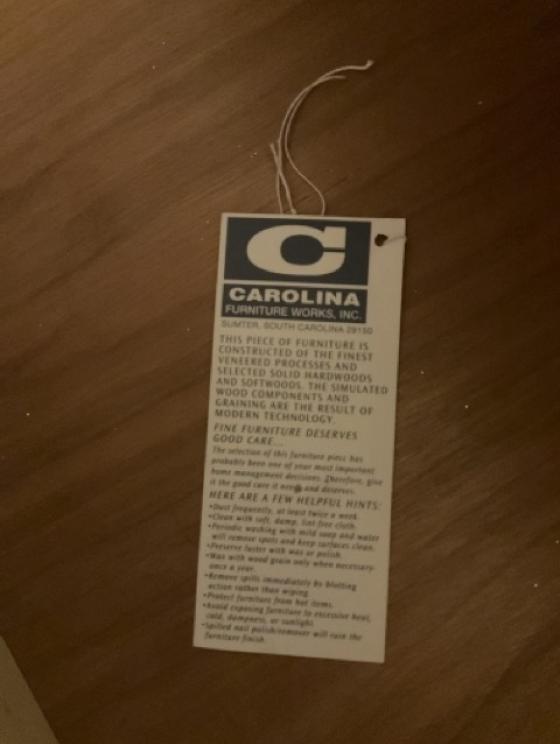 C
CAROLINA
FURNITURE WORKS, INC.
SUMTER, SOUTH CAROLINA 29150
THIS PIECE OF FURNITURE IS
CONSTRUCTED OF THE FINEST
VENEERED PROCESSES AND
SELECTED SOLID HARDWOODS
AND SOFTWOODS. THE SIMULATED
WOOD COMPONENTS AND
GRAINING ARE THE RESULT OF
MODERN TECHNOLOGY.
FINE FURNITURE DESERVES
GOOD CARE...
The selection of this furniture piece has
probably been one of your most important
home management decisions. Therefore, give
it the good care it needs and deserves.
HERE ARE A FEW HELPFUL HINTS:
•Dust frequently, at least twice a week.
•Clean with soft, damp, lint free cloth.
•Periodic washing with mild soap and water
will remove spots and keep surfaces clean.
•Preserve luster with wax or polish.
•Wax with wood grain only when necessary-
once a year.
•Remove spills immediately by blotting
action rather than wiping.
•Protect furniture from hot items.
•Avoid exposing furniture to excessive heat,
cold, dampness, or sunlight.
•Spilled nail polish/remover will ruin the
furniture finish.